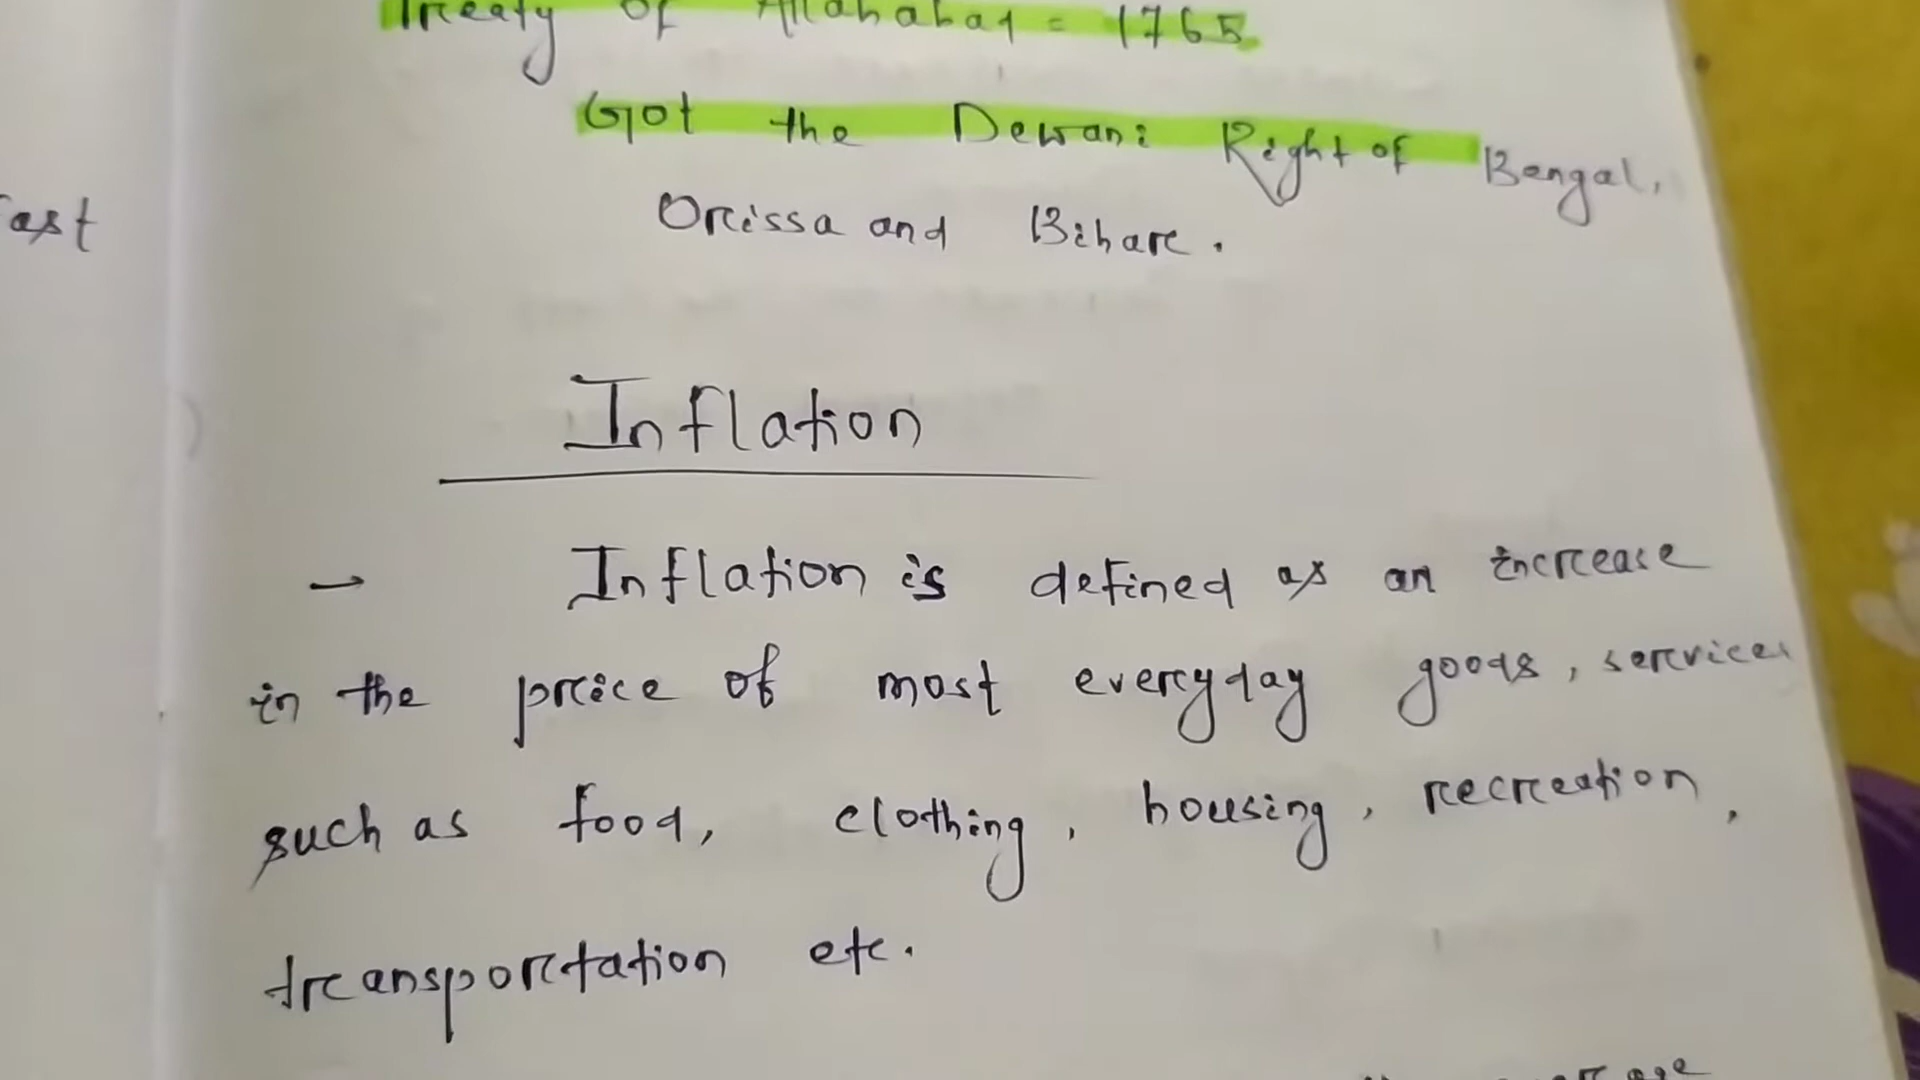 Treaty of Allahabad = 1765
Got the Dewani Right of Bengal,
Orissa and Bihar.
Inflation
→ Inflation is defined as an increase
in the price of most everyday goods, services
such as food, clothing, housing, recreation,
transportation etc.